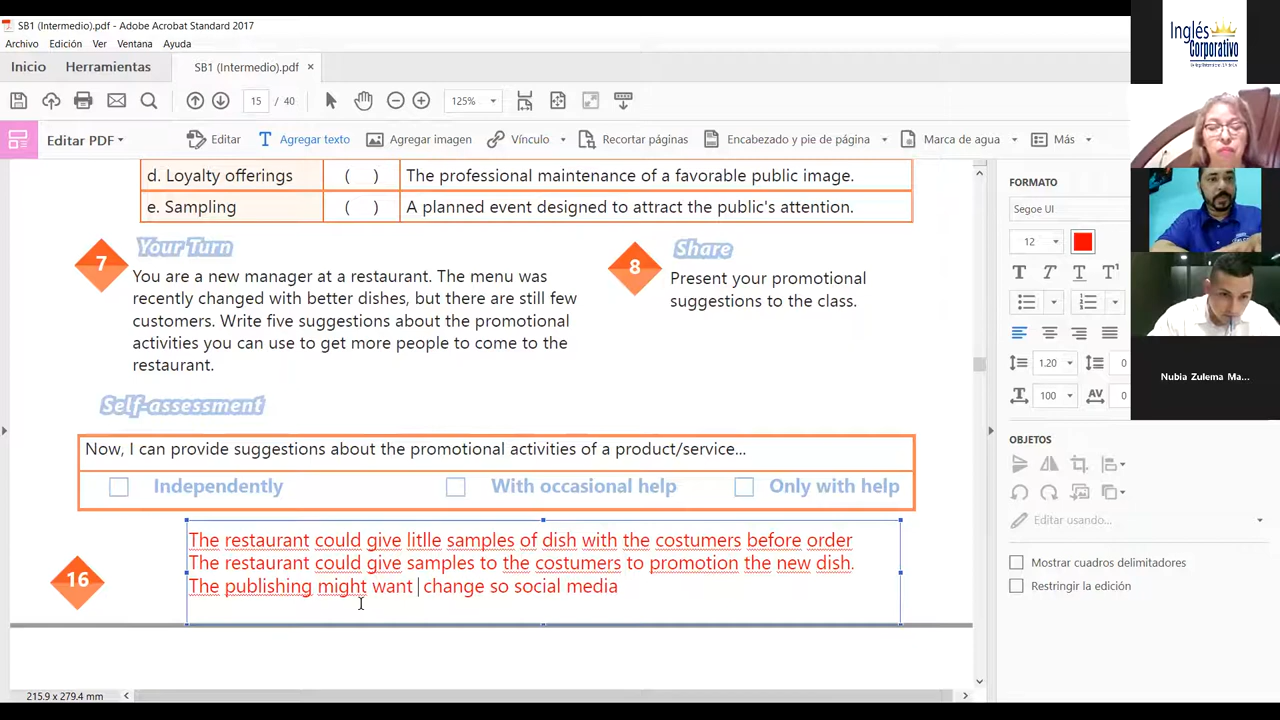 SB1 (Intermedio).pdf - Adobe Acrobat Standard 2017
Archivo Edición Ver Ventana Ayuda
Inicio Herramientas SB1 (Intermedio).pdf ×
15 / 40 125%
Editar PDF Editar Agregar texto Agregar imagen Vínculo Recortar páginas Encabezado y pie de página Marca de agua Más
d. Loyalty offerings ( ) The professional maintenance of a favorable public image.
e. Sampling ( ) A planned event designed to attract the public's attention.
7 Your Turn
You are a new manager at a restaurant. The menu was
recently changed with better dishes, but there are still few
customers. Write five suggestions about the promotional
activities you can use to get more people to come to the
restaurant.
8 Share
Present your promotional
suggestions to the class.
Self-assessment
Now, I can provide suggestions about the promotional activities of a product/service...
Independently With occasional help Only with help
The restaurant could give litlle samples of dish with the costumers before order
The restaurant could give samples to the costumers to promotion the new dish.
The publishing might want change so social media
16
215.9 x 279.4 mm
FORMATO
Segoe UI
12
1.20 0
100 AV 0
OBJETOS
Editar usando...
Mostrar cuadros delimitadores
Restringir la edición
Inglés
Corporativo
Nubia Zulema Ma...